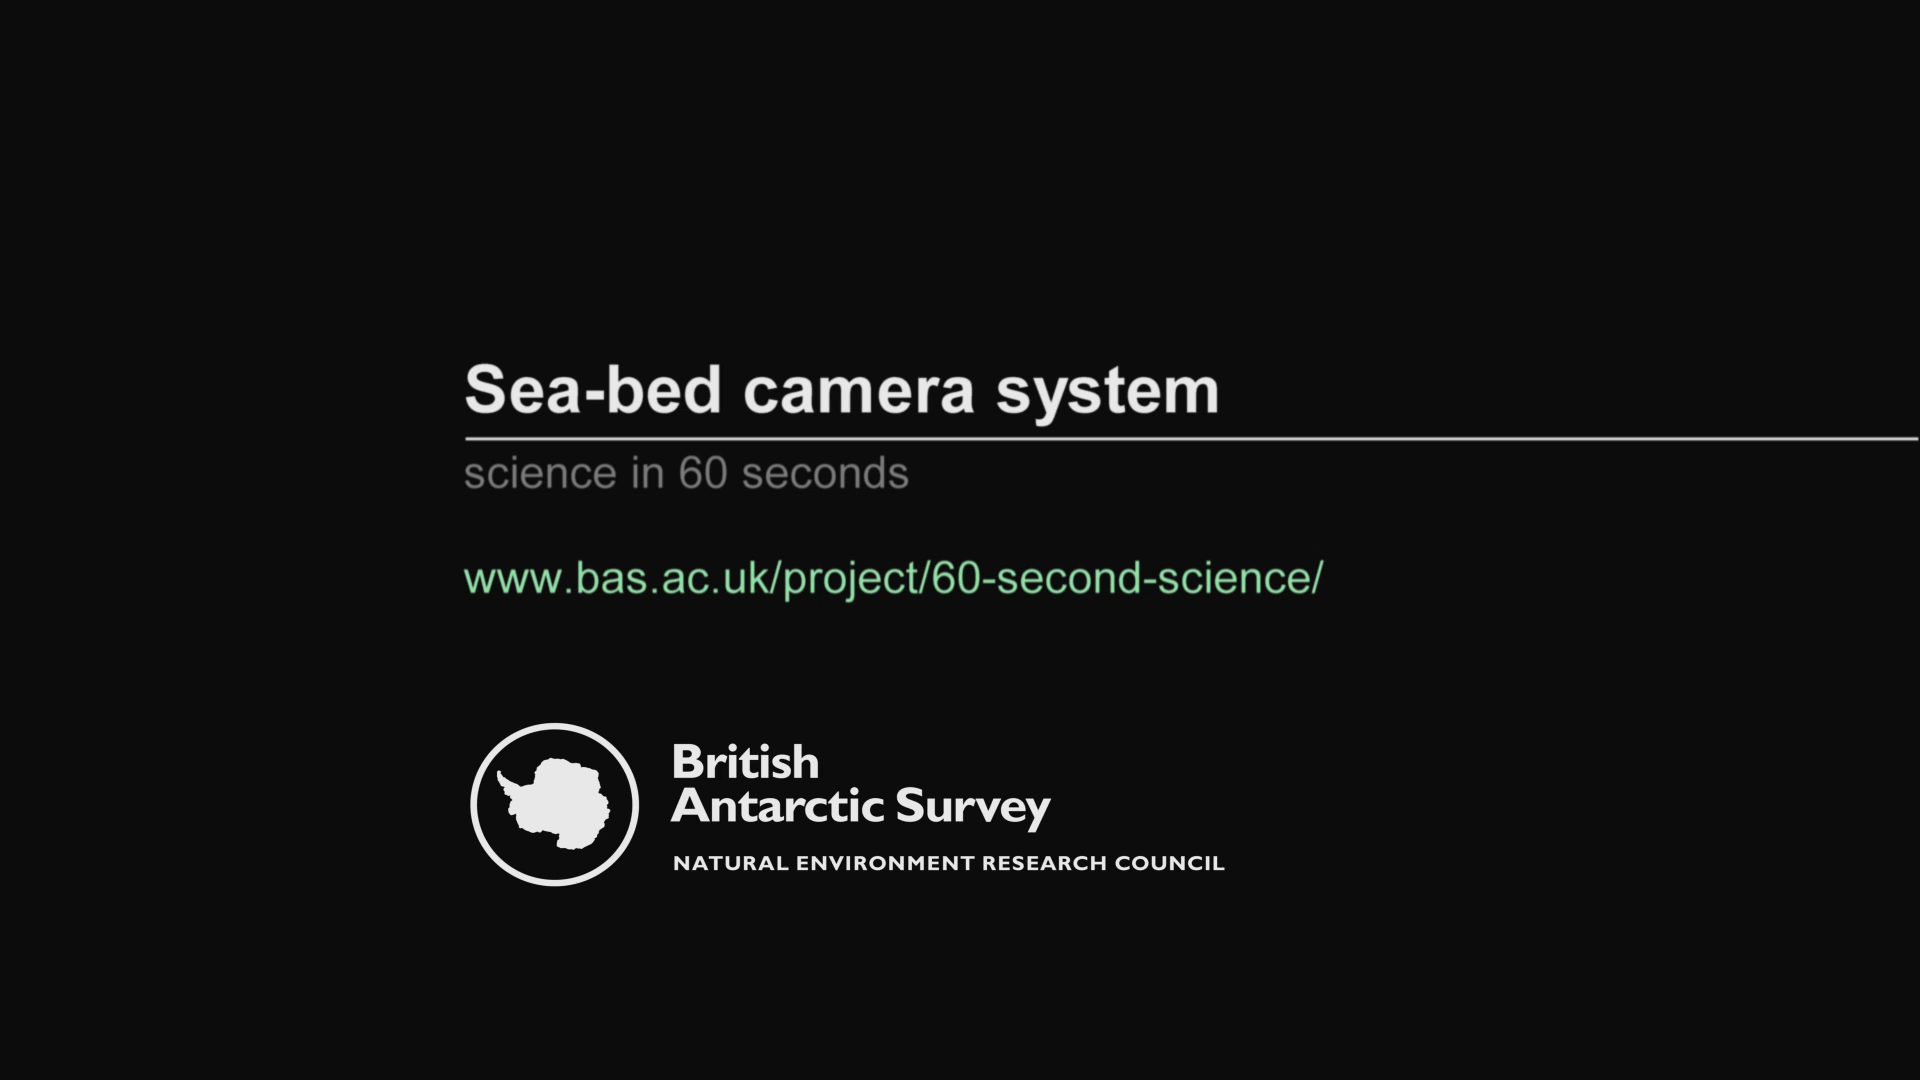 Sea-bed camera system
science in 60 seconds
www.bas.ac.uk/project/60-second-science/
British
Antarctic Survey
NATURAL ENVIRONMENT RESEARCH COUNCIL